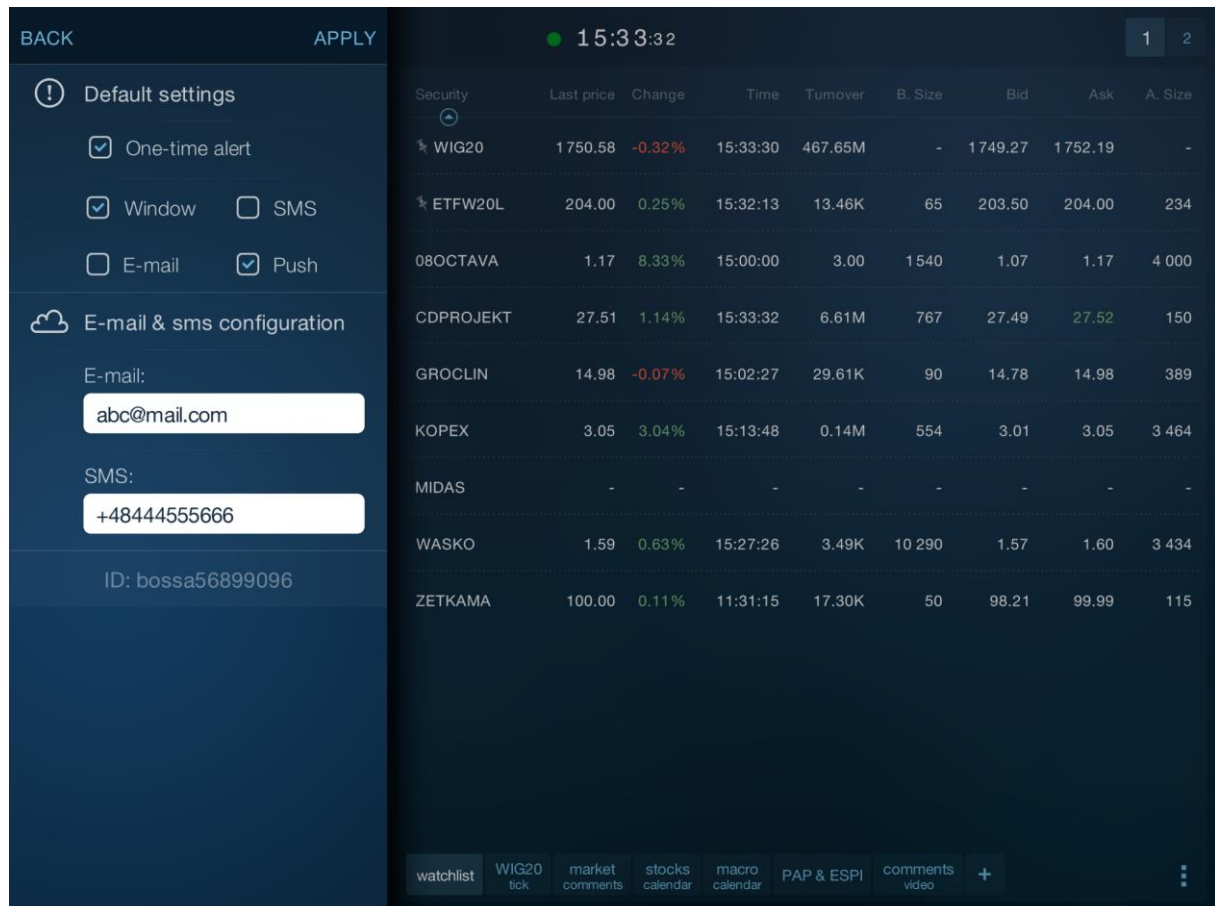 BACK APPLY
Default settings
One-time alert
Window SMS
E-mail Push
E-mail & sms configuration
E-mail:
abc@mail.com
SMS:
+48444555666
ID: bossa56899096
15:33:32 1 2
Security Last price Change Time Turnover B. Size Bid Ask A. Size
WIG20 1 750.58 -0.32% 15:33:30 467.65M - 1 749.27 1 752.19 -
ETFW20L 204.00 0.25% 15:32:13 13.46K 65 203.50 204.00 234
08OCTAVA 1.17 8.33% 15:00:00 3.00 1 540 1.07 1.17 4 000
CDPROJEKT 27.51 1.14% 15:33:32 6.61M 767 27.49 27.52 150
GROCLIN 14.98 -0.07% 15:02:27 29.61K 90 14.78 14.98 389
KOPEX 3.05 3.04% 15:13:48 0.14M 554 3.01 3.05 3 464
MIDAS - - - - - - - -
WASKO 1.59 0.63% 15:27:26 3.49K 10 290 1.57 1.60 3 434
ZETKAMA 100.00 0.11% 11:31:15 17.30K 50 98.21 99.99 115
watchlist WIG20 market stocks macro PAP & ESPI comments +
tick comments calendar calendar video